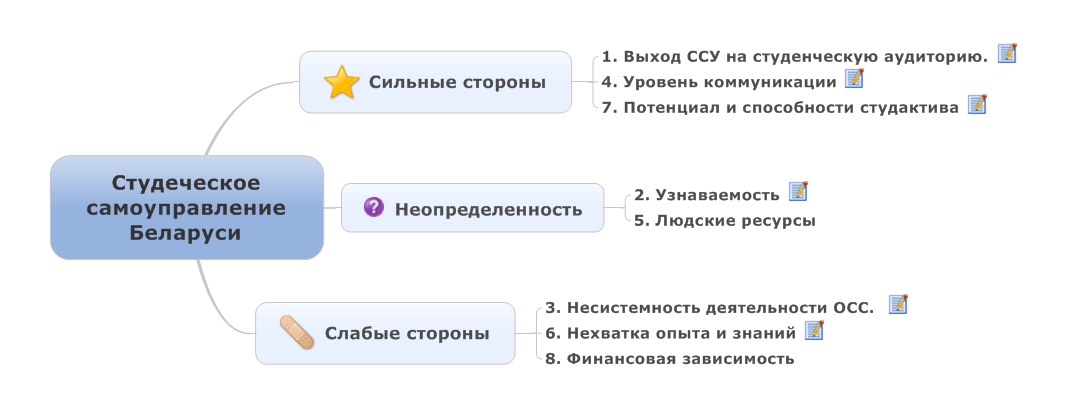 Студеческое
самоуправление
Беларуси
Сильные стороны
1. Выход ССУ на студенческую аудиторию.
4. Уровень коммуникации
7. Потенциал и способности студактива
Неопределенность
2. Узнаваемость
5. Людские ресурсы
Слабые стороны
3. Несистемность деятельности ОСС.
6. Нехватка опыта и знаний
8. Финансовая зависимость